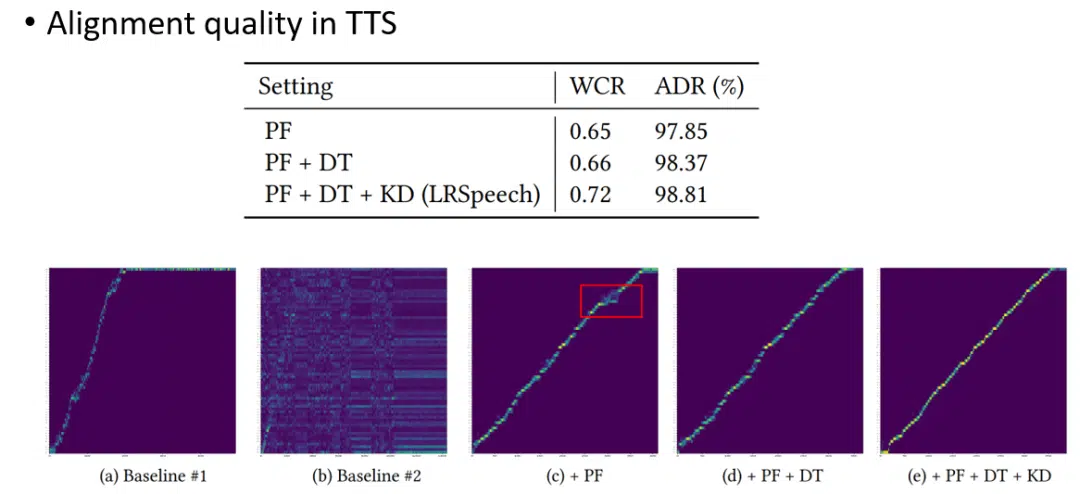 • Alignment quality in TTS
Setting WCR ADR (%)
PF 0.65 97.85
PF + DT 0.66 98.37
PF + DT + KD (LRSpeech) 0.72 98.81
(a) Baseline #1 (b) Baseline #2 (c) + PF (d) + PF + DT (e) + PF + DT + KD